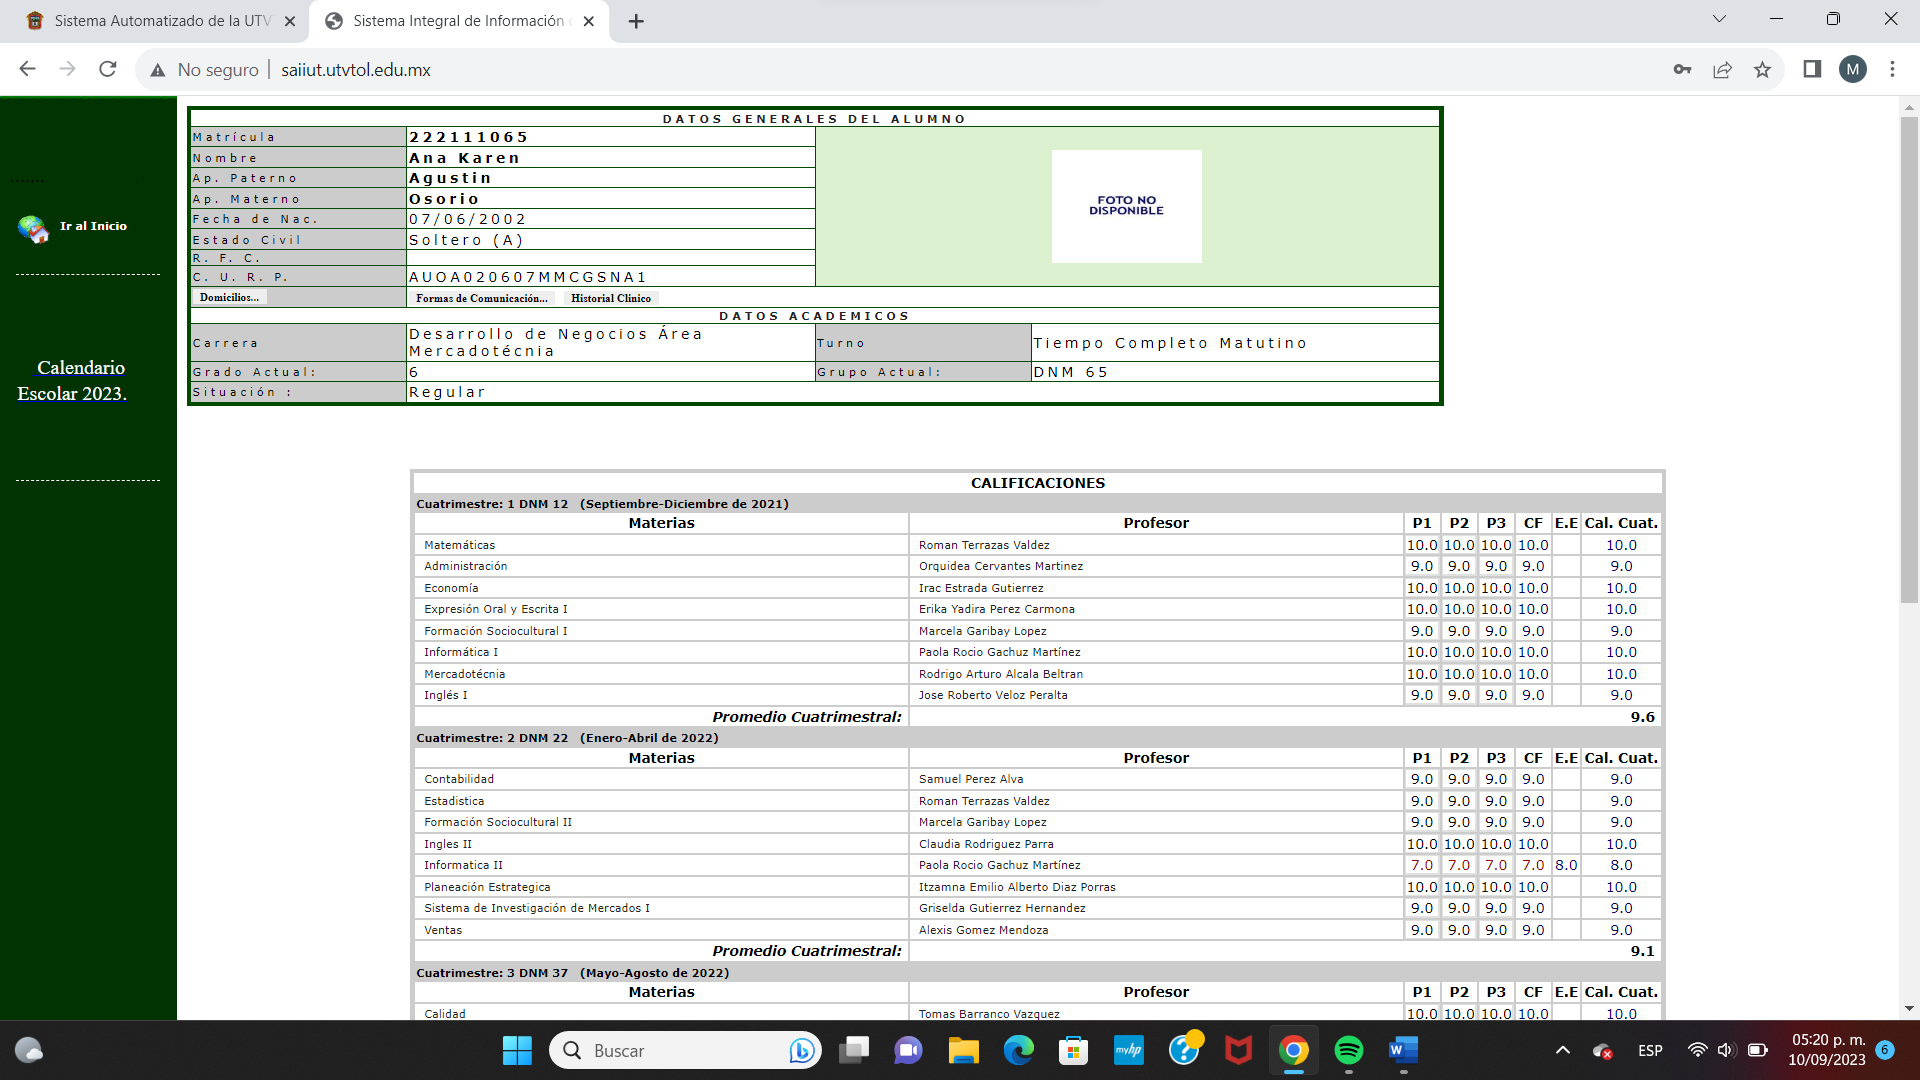 Sistema Automatizado de la UTV
Sistema Integral de Información
No seguro
saiiut.utvtol.edu.mx
M
Ir al Inicio
Calendario
Escolar 2023.
DATOS GENERALES DEL ALUMNO
Matrícula 222111065
Nombre Ana Karen
Ap. Paterno Agustin
Ap. Materno Osorio
Fecha de Nac. 07/06/2002
Estado Civil Soltero (A)
R. F. C.
C. U. R. P. AUOA020607MMCGSNA1
FOTO NO
DISPONIBLE
Domicilios... Formas de Comunicación... Historial Clinico
DATOS ACADEMICOS
Carrera Desarrollo de Negocios Área
Mercadotécnia
Turno Tiempo Completo Matutino
Grado Actual: 6 Grupo Actual: DNM 65
Situación : Regular
CALIFICACIONES
Cuatrimestre: 1 DNM 12 (Septiembre-Diciembre de 2021)
Materias Profesor P1 P2 P3 CF E.E Cal. Cuat.
Matemáticas Roman Terrazas Valdez 10.0 10.0 10.0 10.0 10.0
Administración Orquidea Cervantes Martinez 9.0 9.0 9.0 9.0 9.0
Economía Irac Estrada Gutierrez 10.0 10.0 10.0 10.0 10.0
Expresión Oral y Escrita I Erika Yadira Perez Carmona 10.0 10.0 10.0 10.0 10.0
Formación Sociocultural I Marcela Garibay Lopez 9.0 9.0 9.0 9.0 9.0
Informática I Paola Rocio Gachuz Martínez 10.0 10.0 10.0 10.0 10.0
Mercadotécnia Rodrigo Arturo Alcala Beltran 10.0 10.0 10.0 10.0 10.0
Inglés I Jose Roberto Veloz Peralta 9.0 9.0 9.0 9.0 9.0
Promedio Cuatrimestral: 9.6
Cuatrimestre: 2 DNM 22 (Enero-Abril de 2022)
Materias Profesor P1 P2 P3 CF E.E Cal. Cuat.
Contabilidad Samuel Perez Alva 9.0 9.0 9.0 9.0 9.0
Estadistica Roman Terrazas Valdez 9.0 9.0 9.0 9.0 9.0
Formación Sociocultural II Marcela Garibay Lopez 9.0 9.0 9.0 9.0 9.0
Ingles II Claudia Rodriguez Parra 10.0 10.0 10.0 10.0 10.0
Informatica II Paola Rocio Gachuz Martínez 7.0 7.0 7.0 7.0 8.0 8.0
Planeación Estrategica Itzamna Emilio Alberto Diaz Porras 10.0 10.0 10.0 10.0 10.0
Sistema de Investigación de Mercados I Griselda Gutierrez Hernandez 9.0 9.0 9.0 9.0 9.0
Ventas Alexis Gomez Mendoza 9.0 9.0 9.0 9.0 9.0
Promedio Cuatrimestral: 9.1
Cuatrimestre: 3 DNM 37 (Mayo-Agosto de 2022)
Materias Profesor P1 P2 P3 CF E.E Cal. Cuat.
Calidad Tomas Barranco Vazquez 10.0 10.0 10.0 10.0 10.0
Buscar
myhp
ESP
05:20 p. m.
10/09/2023
6